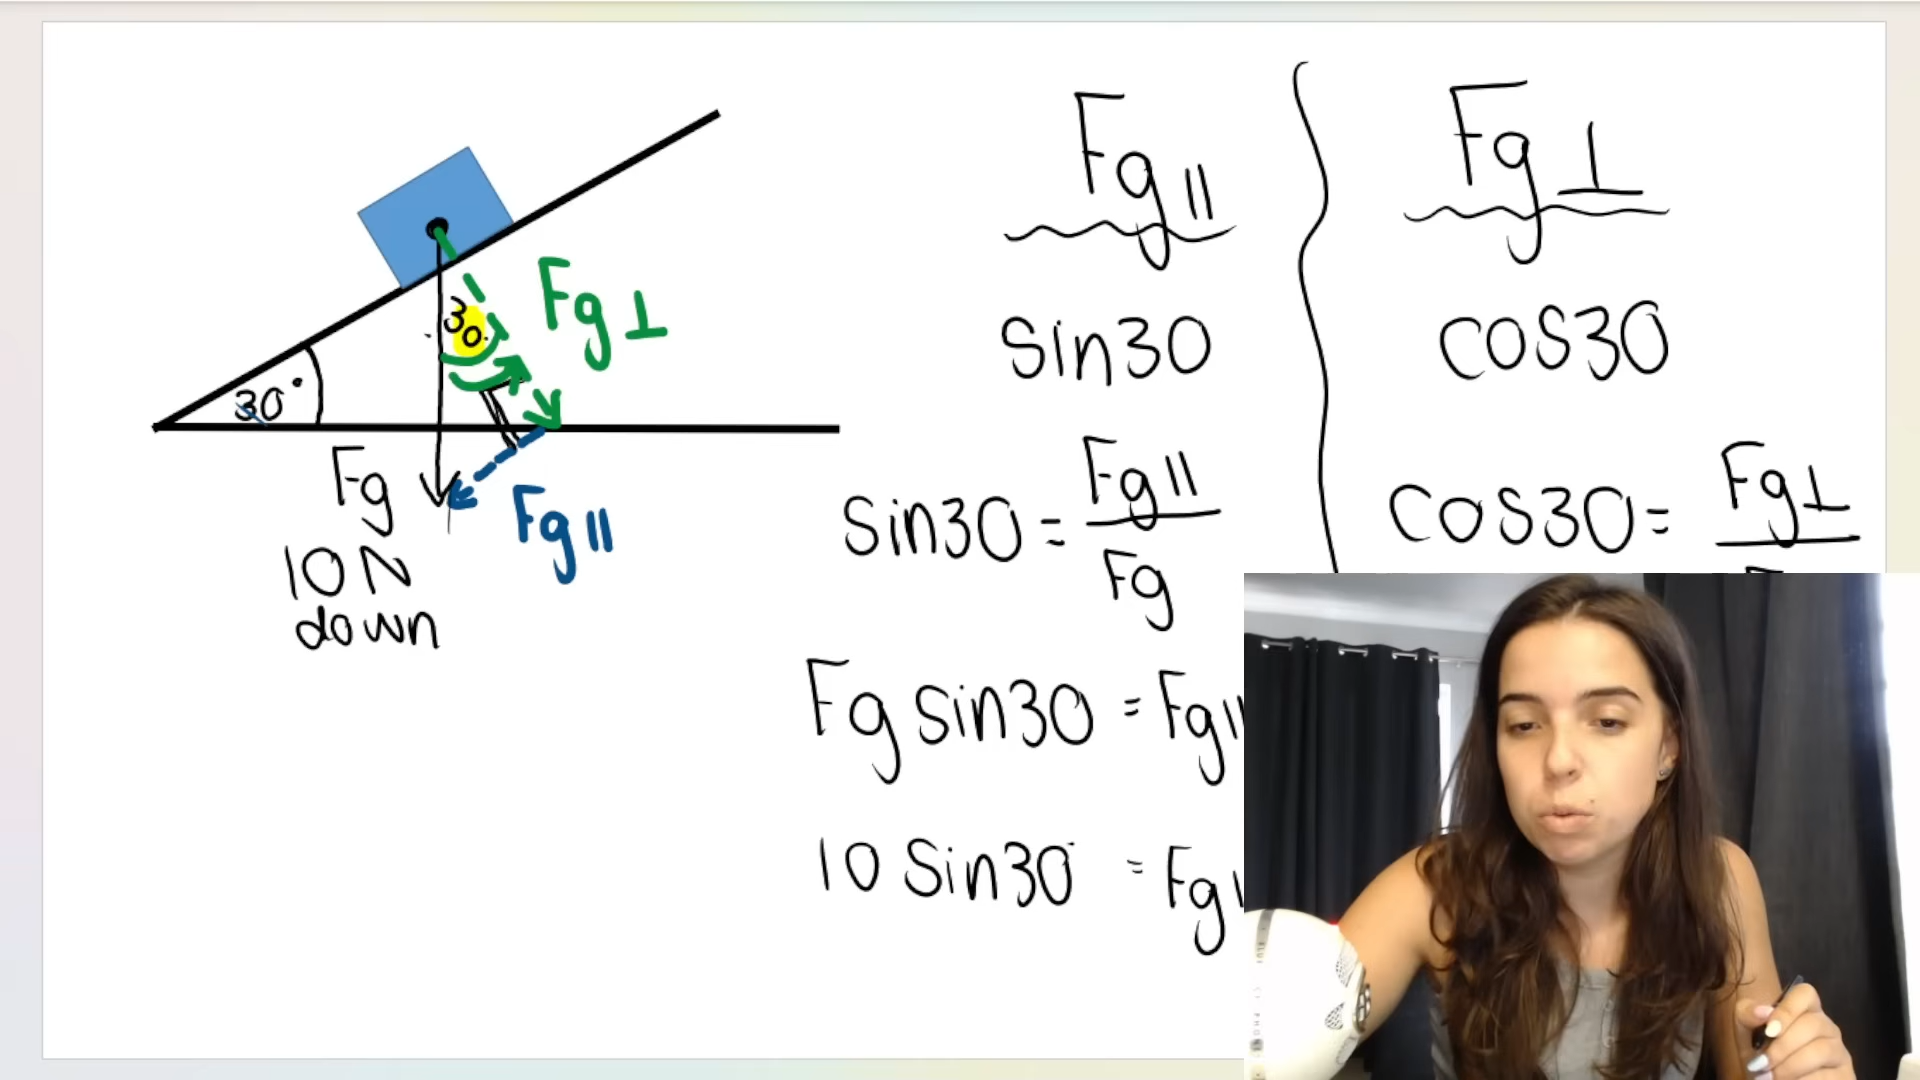 30°
30
Fg⊥
Fg||
Fg
10 N
down
Fg||
sin30
sin30 = Fg||
Fg
Fg sin30 = Fg||
10 sin30 = Fg
Fg⊥
cos30
cos30 = Fg⊥